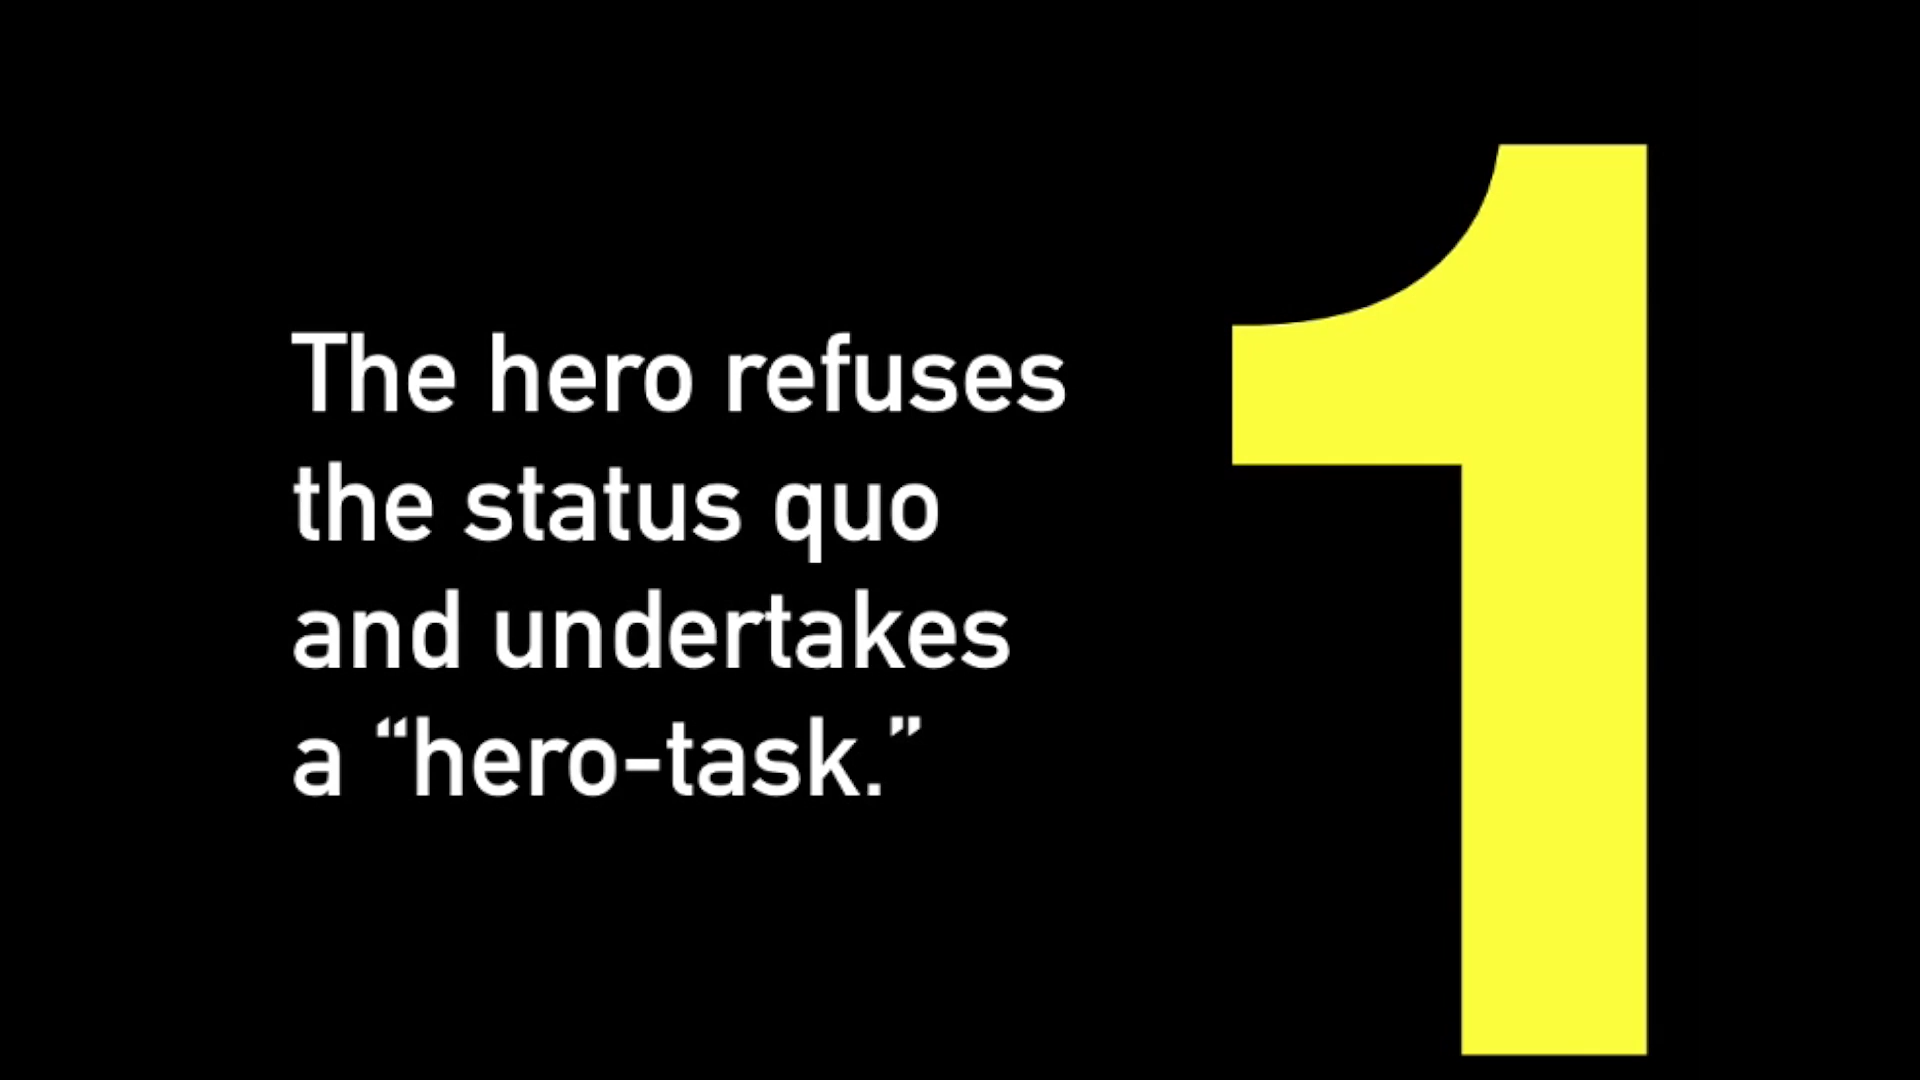 The hero refuses
the status quo
and undertakes
a “hero-task.”
1